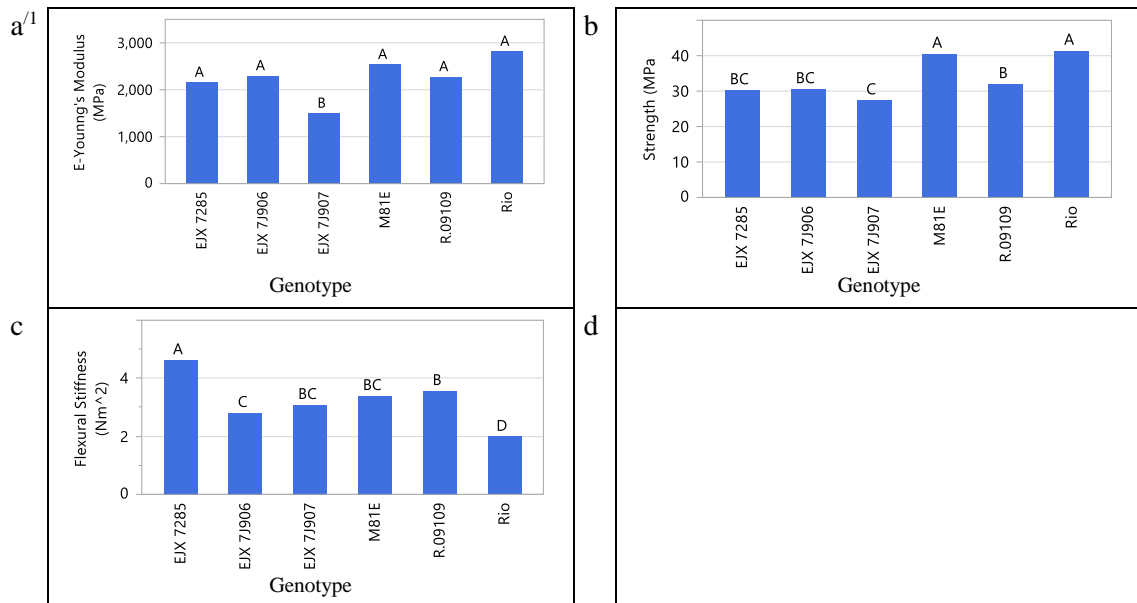 a/1
E-Younng's Modulus
(MPa)
3,000
2,000
1,000
0
A
A
B
A
A
A
EJX 7285
EJX 7J906
EJX 7J907
M81E
R.09109
Rio
Genotype
b
Strength (MPa
40
30
20
10
0
BC
BC
C
A
B
A
EJX 7285
EJX 7J906
EJX 7J907
M81E
R.09109
Rio
Genotype
c
Flexural Stiffness
(Nm^2)
4
2
0
A
C
BC
BC
B
D
EJX 7285
EJX 7J906
EJX 7J907
M81E
R.09109
Rio
Genotype
d